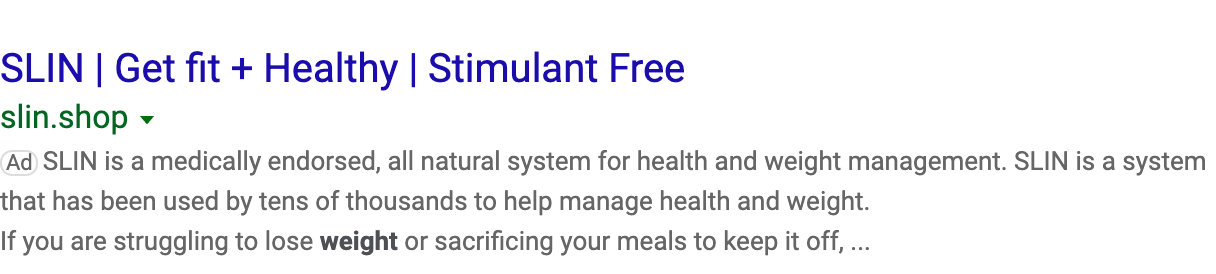 SLIN | Get fit + Healthy | Stimulant Free
slin.shop
Ad SLIN is a medically endorsed, all natural system for health and weight management. SLIN is a system
that has been used by tens of thousands to help manage health and weight.
If you are struggling to lose weight or sacrificing your meals to keep it off, ...